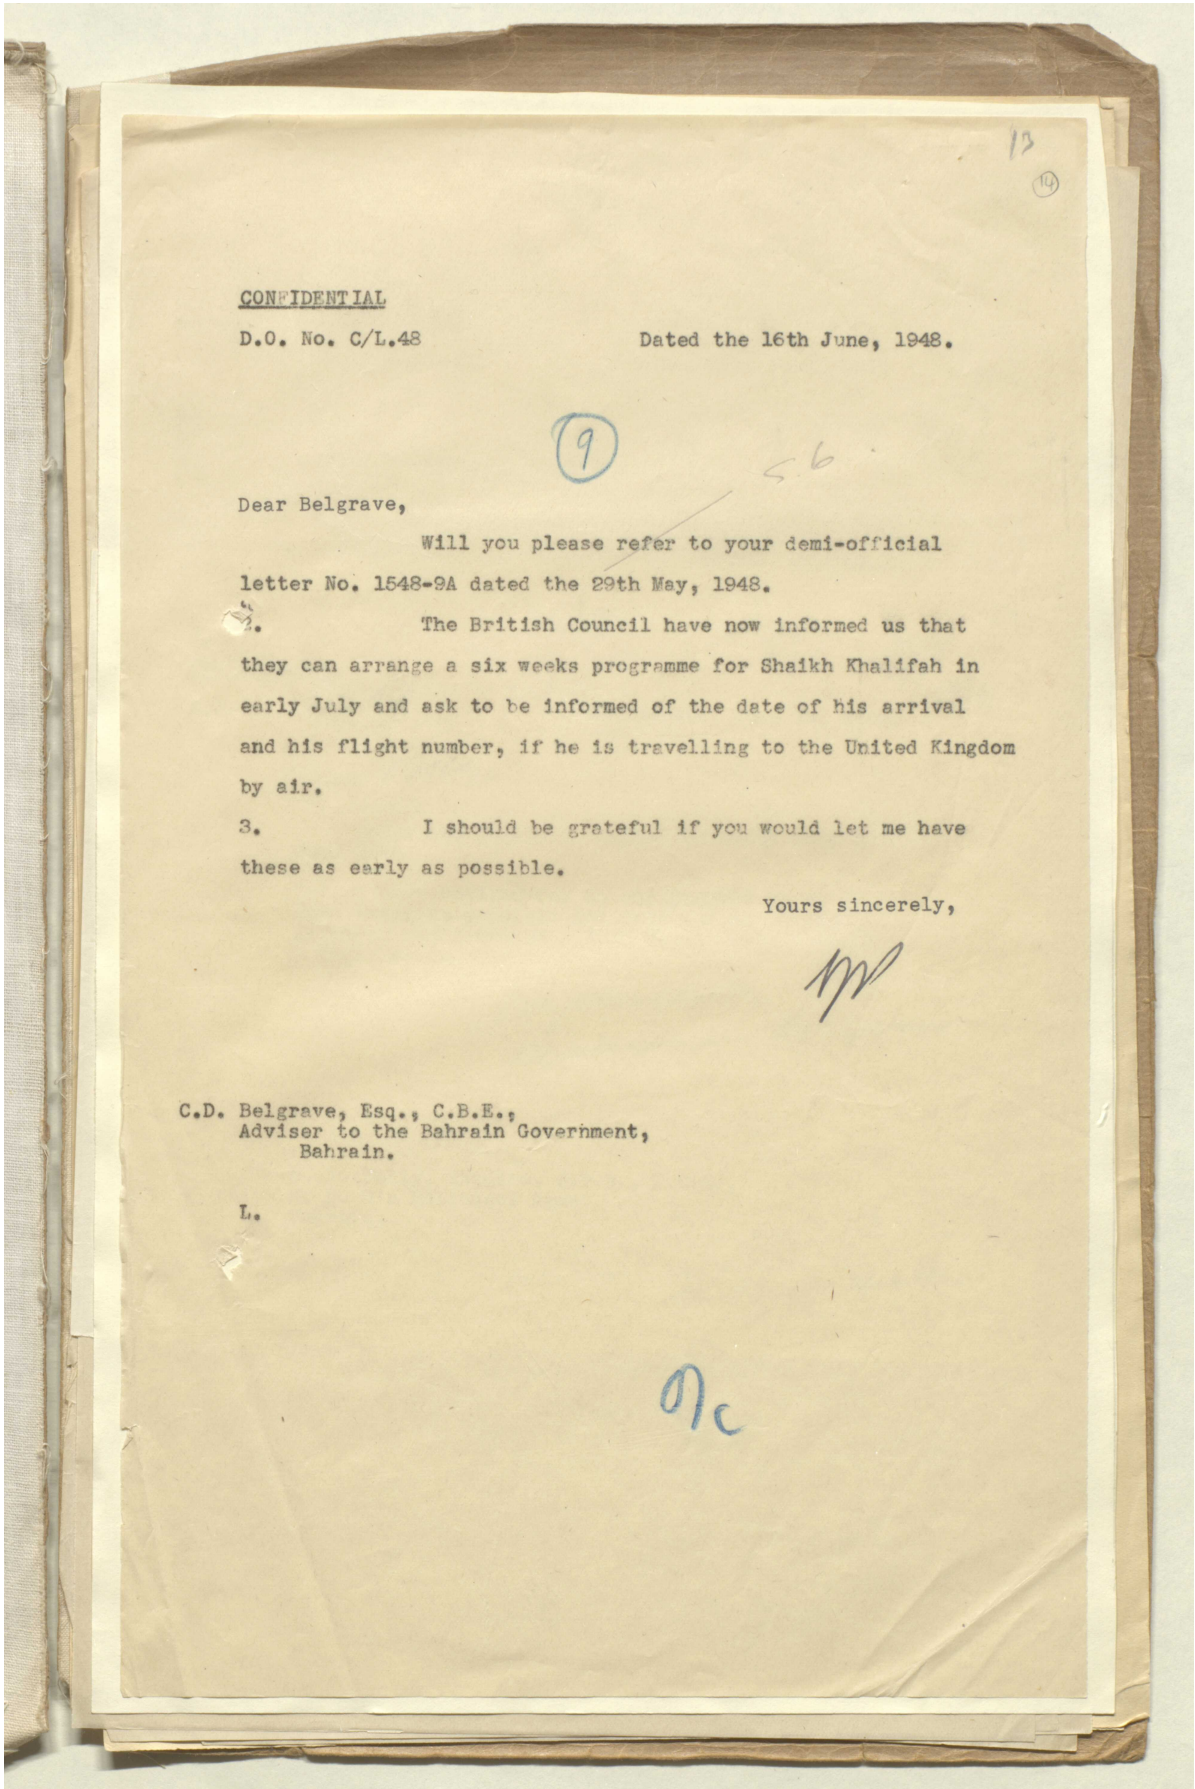 13
14
CONFIDENTIAL
D.O. No. C/L.48 Dated the 16th June, 1948.
9
56
Dear Belgrave,
Will you please refer to your demi-official
letter No. 1548-9A dated the 29th May, 1948.
2. The British Council have now informed us that
they can arrange a six weeks programme for Shaikh Khalifah in
early July and ask to be informed of the date of his arrival
and his flight number, if he is travelling to the United Kingdom
by air.
3. I should be grateful if you would let me have
these as early as possible.
Yours sincerely,
C.D. Belgrave, Esq., C.B.E.,
Adviser to the Bahrain Government,
Bahrain.
L.